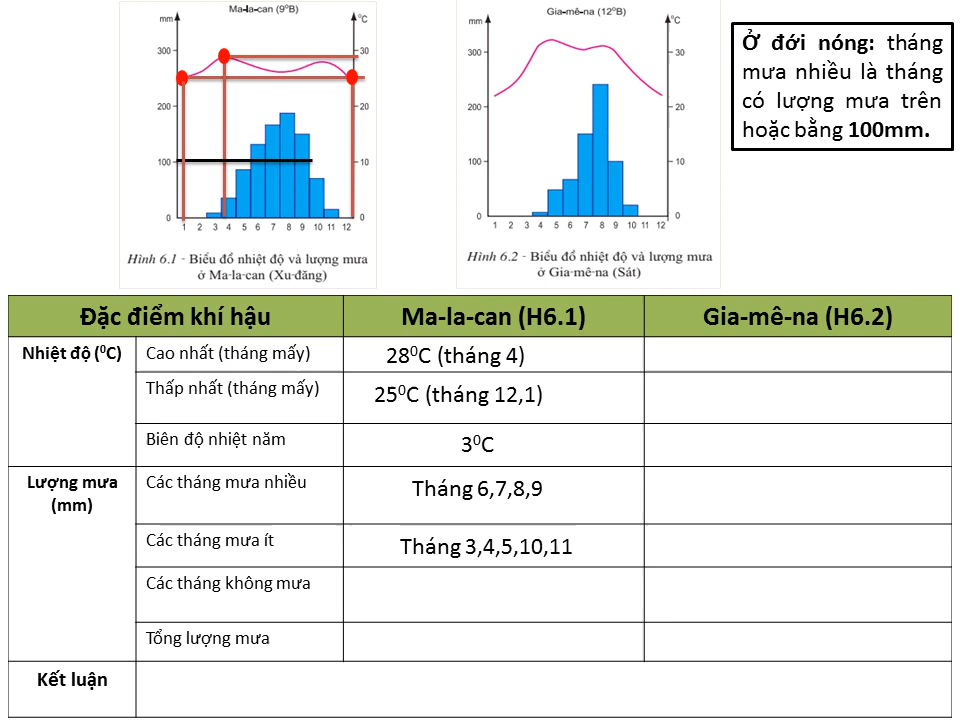 Ma-la-can (9°B)
mm
°C
300
200
100
0
30
20
10
0
1 2 3 4 5 6 7 8 9 10 11 12
Hình 6.1 - Biểu đồ nhiệt độ và lượng mưa
ở Ma-la-can (Xu-đăng)
Gia-mê-na (12°B)
mm
°C
300
200
100
0
30
20
10
0
1 2 3 4 5 6 7 8 9 10 11 12
Hình 6.2 - Biểu đồ nhiệt độ và lượng mưa
ở Gia-mê-na (Sát)
Ở đới nóng: tháng
mưa nhiều là tháng
có lượng mưa trên
hoặc bằng 100mm.
Đặc điểm khí hậu
Ma-la-can (H6.1)
Gia-mê-na (H6.2)
Nhiệt độ (⁰C)
Cao nhất (tháng mấy)
28⁰C (tháng 4)
Thấp nhất (tháng mấy)
25⁰C (tháng 12,1)
Biên độ nhiệt năm
3⁰C
Lượng mưa
(mm)
Các tháng mưa nhiều
Tháng 6,7,8,9
Các tháng mưa ít
Tháng 3,4,5,10,11
Các tháng không mưa
Tổng lượng mưa
Kết luận